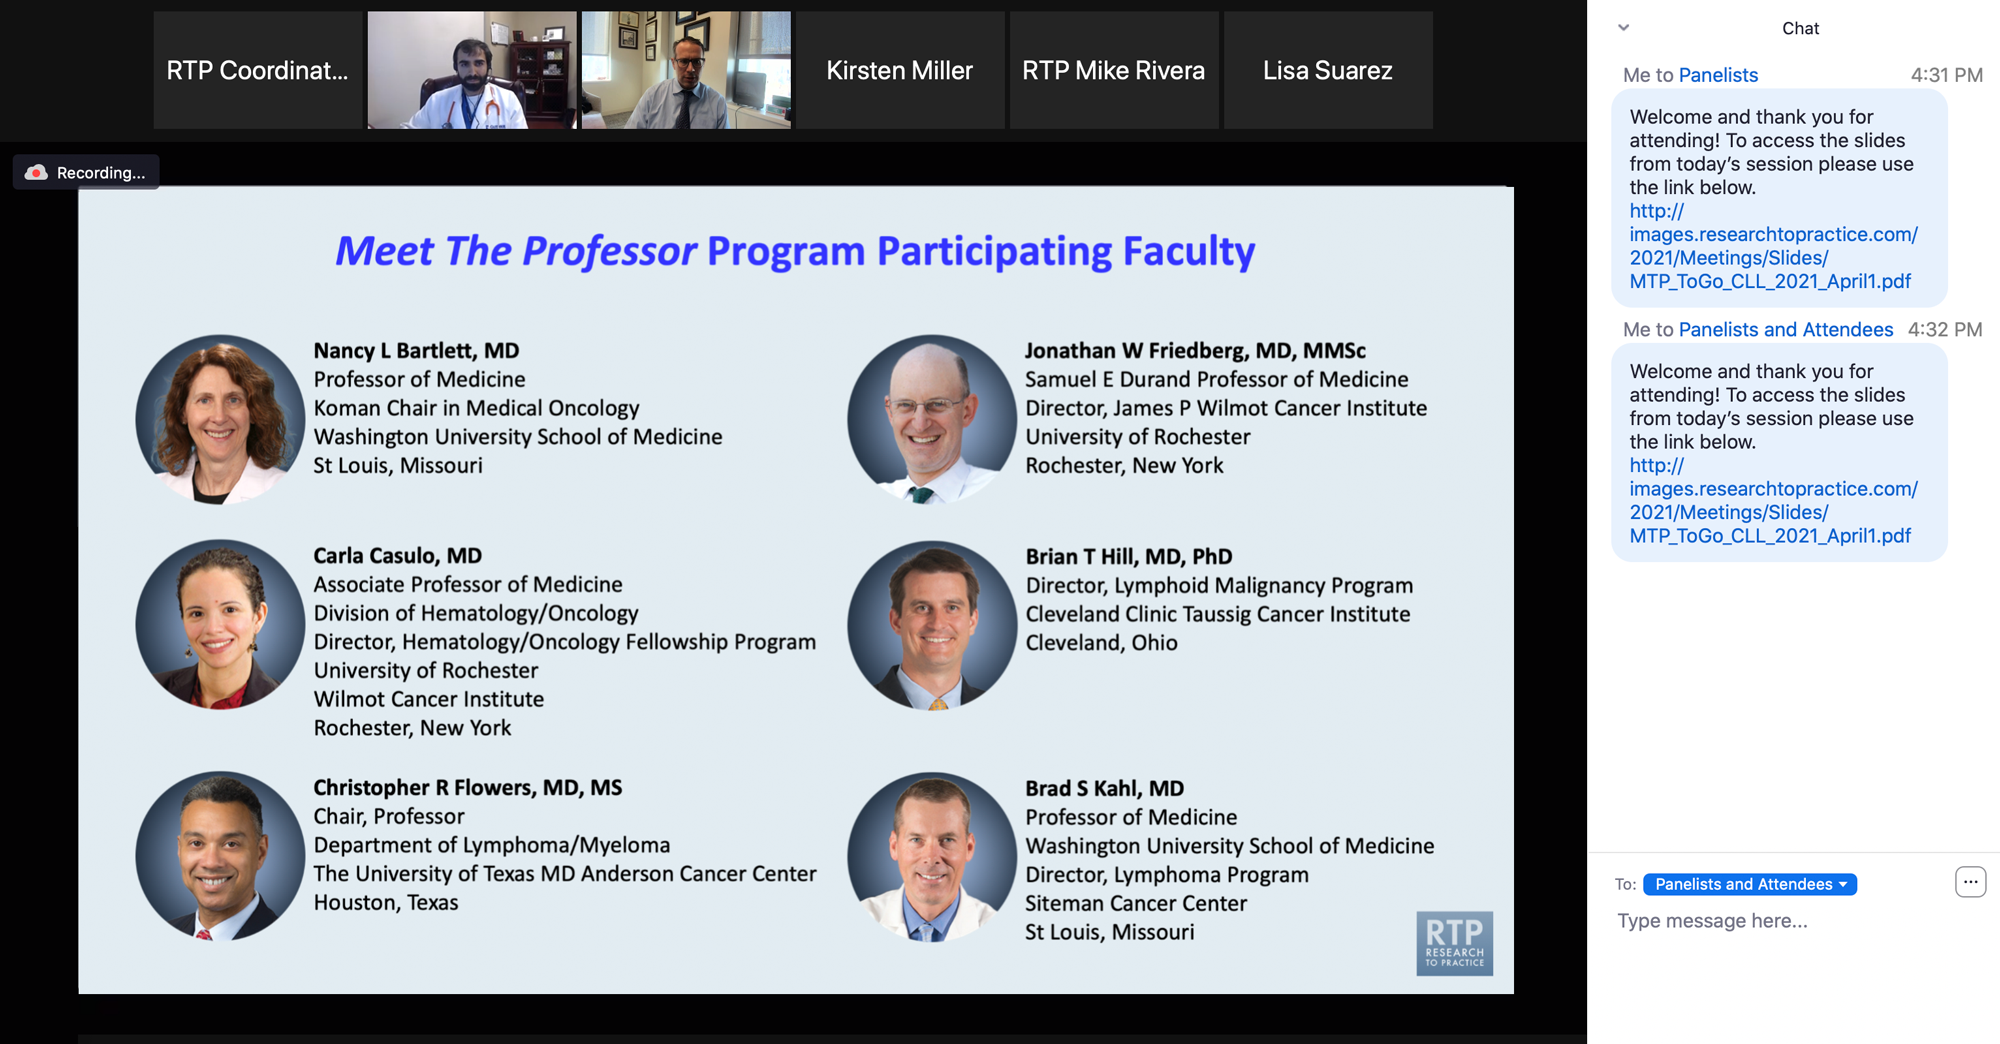 RTP Coordinat...
Kirsten Miller
RTP Mike Rivera
Lisa Suarez
Recording...
Meet The Professor Program Participating Faculty
Nancy L Bartlett, MD
Professor of Medicine
Koman Chair in Medical Oncology
Washington University School of Medicine
St Louis, Missouri
Carla Casulo, MD
Associate Professor of Medicine
Division of Hematology/Oncology
Director, Hematology/Oncology Fellowship Program
University of Rochester
Wilmot Cancer Institute
Rochester, New York
Christopher R Flowers, MD, MS
Chair, Professor
Department of Lymphoma/Myeloma
The University of Texas MD Anderson Cancer Center
Houston, Texas
Jonathan W Friedberg, MD, MMSc
Samuel E Durand Professor of Medicine
Director, James P Wilmot Cancer Institute
University of Rochester
Rochester, New York
Brian T Hill, MD, PhD
Director, Lymphoid Malignancy Program
Cleveland Clinic Taussig Cancer Institute
Cleveland, Ohio
Brad S Kahl, MD
Professor of Medicine
Washington University School of Medicine
Director, Lymphoma Program
Siteman Cancer Center
St Louis, Missouri
RTP
RESEARCH
TO PRACTICE
Chat
Me to Panelists 4:31 PM
Welcome and thank you for
attending! To access the slides
from today’s session please use
the link below.
http://
images.researchtopractice.com/
2021/Meetings/Slides/
MTP_ToGo_CLL_2021_April1.pdf
Me to Panelists and Attendees 4:32 PM
Welcome and thank you for
attending! To access the slides
from today’s session please use
the link below.
http://
images.researchtopractice.com/
2021/Meetings/Slides/
MTP_ToGo_CLL_2021_April1.pdf
To: Panelists and Attendees
Type message here...